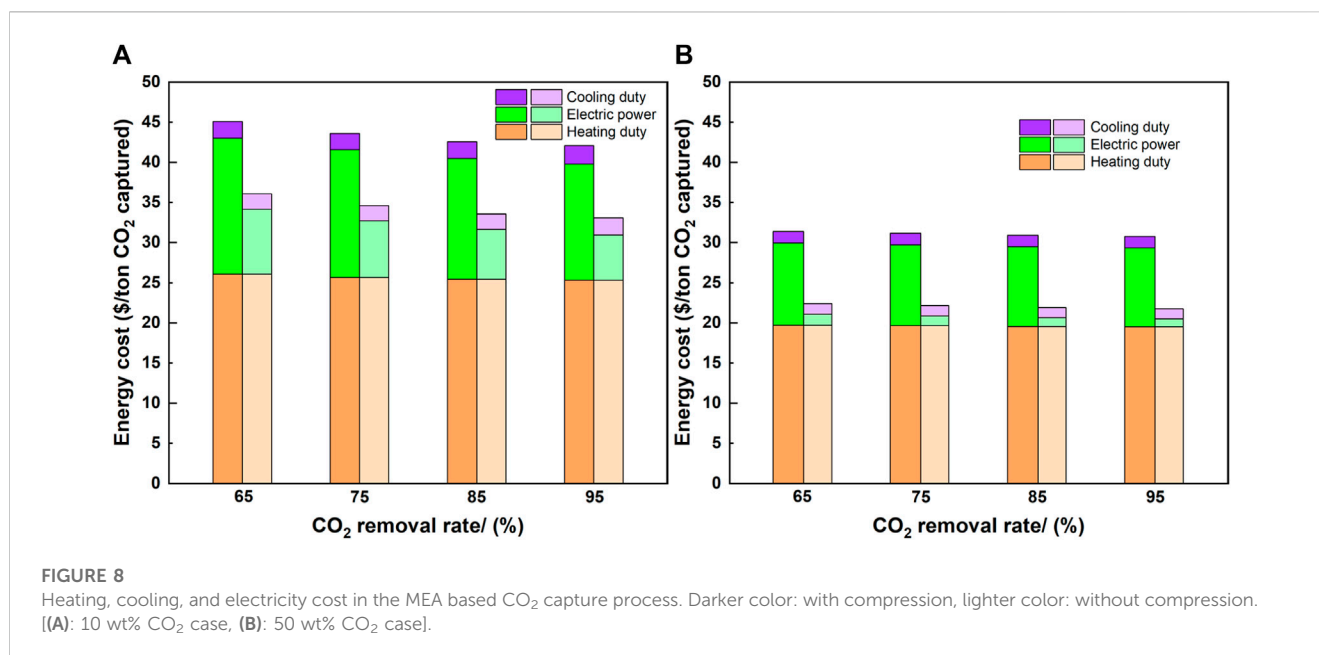 A
50
45
40
35
30
25
20
15
10
5
0
Energy cost ($/ton CO₂ captured)
Cooling duty
Electric power
Heating duty
65 75 85 95
CO₂ removal rate/ (%)
B
50
45
40
35
30
25
20
15
10
5
0
Energy cost ($/ton CO₂ captured)
Cooling duty
Electric power
Heating duty
65 75 85 95
CO₂ removal rate/ (%)
FIGURE 8
Heating, cooling, and electricity cost in the MEA based CO₂ capture process. Darker color: with compression, lighter color: without compression.
[(A): 10 wt% CO₂ case, (B): 50 wt% CO₂ case].